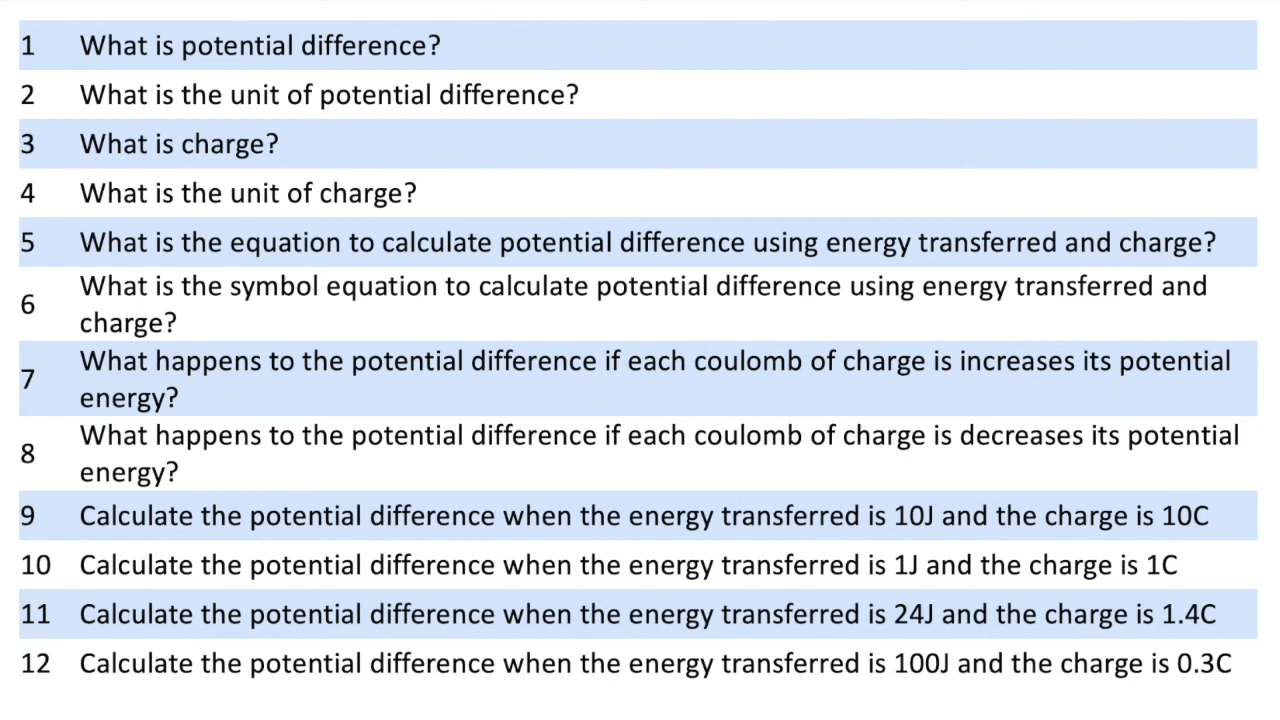 1 What is potential difference?
2 What is the unit of potential difference?
3 What is charge?
4 What is the unit of charge?
5 What is the equation to calculate potential difference using energy transferred and charge?
6 What is the symbol equation to calculate potential difference using energy transferred and
charge?
7 What happens to the potential difference if each coulomb of charge is increases its potential
energy?
8 What happens to the potential difference if each coulomb of charge is decreases its potential
energy?
9 Calculate the potential difference when the energy transferred is 10J and the charge is 10C
10 Calculate the potential difference when the energy transferred is 1J and the charge is 1C
11 Calculate the potential difference when the energy transferred is 24J and the charge is 1.4C
12 Calculate the potential difference when the energy transferred is 100J and the charge is 0.3C